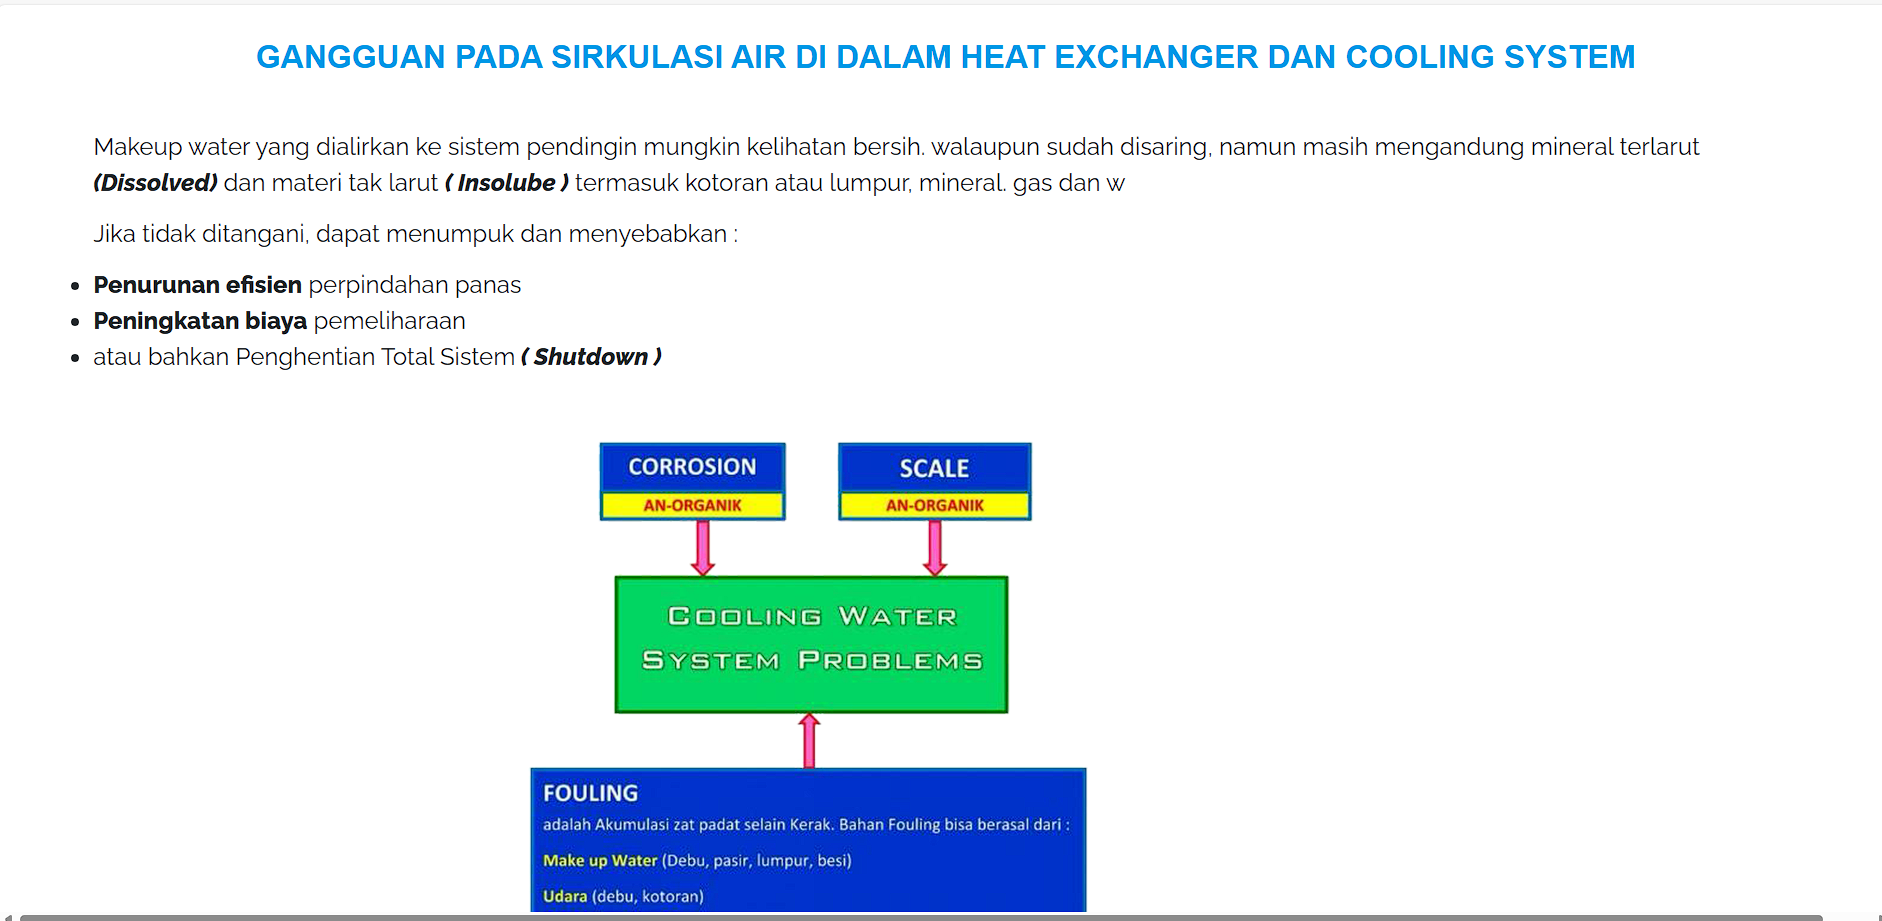 GANGGUAN PADA SIRKULASI AIR DI DALAM HEAT EXCHANGER DAN COOLING SYSTEM
Makeup water yang dialirkan ke sistem pendingin mungkin kelihatan bersih. walaupun sudah disaring, namun masih mengandung mineral terlarut
(Dissolved) dan materi tak larut ( Insolube ) termasuk kotoran atau lumpur, mineral. gas dan w
Jika tidak ditangani, dapat menumpuk dan menyebabkan :
Penurunan efisien perpindahan panas
Peningkatan biaya pemeliharaan
atau bahkan Penghentian Total Sistem ( Shutdown )
CORROSION
AN-ORGANIK
SCALE
AN-ORGANIK
COOLING WATER
SYSTEM PROBLEMS
FOULING
adalah Akumulasi zat padat selain Kerak. Bahan Fouling bisa berasal dari :
Make up Water (Debu, pasir, lumpur, besi)
Udara (debu, kotoran)